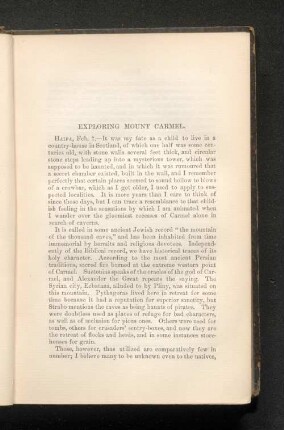 EXPLORING MOUNT CARMEL.
HAIFA, Feb. 7.—It was my fate as a child to live in a
country-house in Scotland, of which one half was some cen-
turies old, with stone walls several feet thick, and circular
stone steps leading up into a mysterious tower, which was
supposed to be haunted, and in which it was rumoured that
a secret chamber existed, built in the wall, and I remember
perfectly that certain places seemed to sound hollow to blows
of a crowbar, which as I got older, I used to apply to sus-
pected localities. It is more years than I care to think of
since those days, but I can trace a resemblance to that child-
ish feeling in the sensations by which I am animated when
I wander over the gloomiest recesses of Carmel alone in
search of caverns.
It is called in some ancient Jewish record "the mountain
of the thousand caves," and has been inhabited from time
immemorial by hermits and religious devotees. Independ-
ently of the Biblical record, we have historical traces of its
holy character. According to the most ancient Persian
traditions, sacred fire burned at the extreme western point
of Carmel. Suetonius speaks of the oracles of the god of Car-
mel, and Alexander the Great repeats the saying. The
Syrian city, Ecbatana, alluded to by Pliny, was situated on
this mountain. Pythagoras lived here in retreat for some
time because it had a reputation for superior sanctity, but
Strabo mentions the caves as being haunts of pirates. They
were doubtless used as places of refuge for bad characters,
as well as of seclusion for pious ones. Others were used for
tombs, others for crusaders' sentry-boxes, and now they are
the retreat of flocks and herds, and in some instances store-
houses for grain.
Those, however, thus utilized are comparatively few in
number; I believe many to be unknown even to the natives,